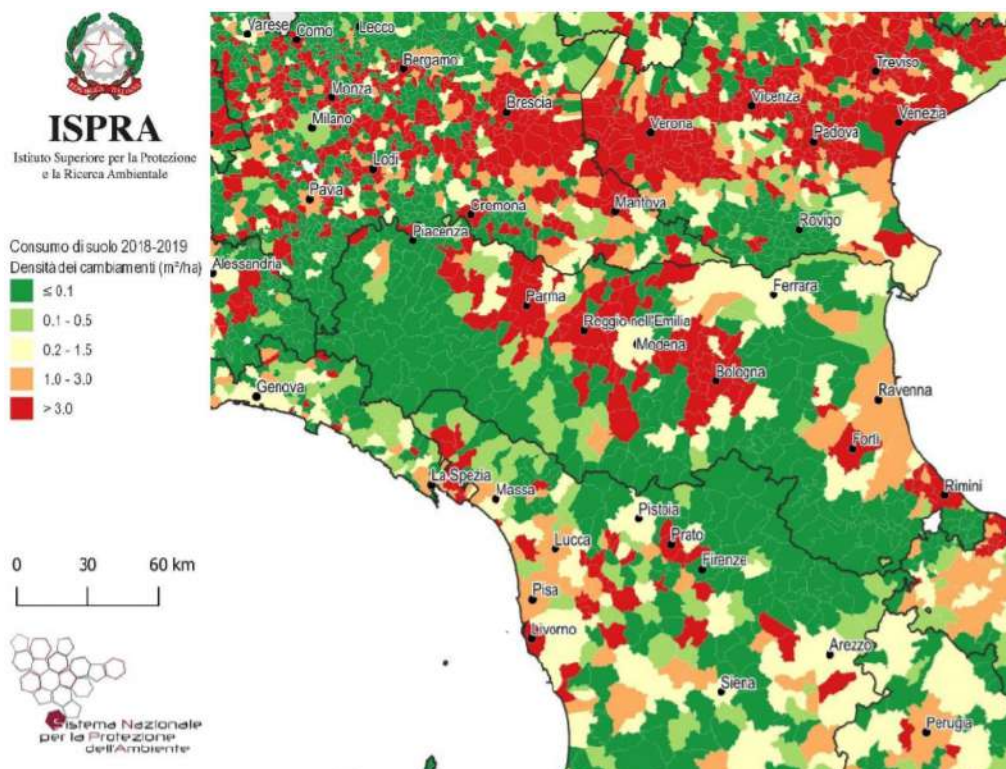 ISPRA
Istituto Superiore per la Protezione
e la Ricerca Ambientale
Consumo di suolo 2018-2019
Densità dei cambiamenti (m²/ha)
≤ 0.1
0.1 - 0.5
0.2 - 1.5
1.0 - 3.0
> 3.0
0 30 60 km
Sistema Nazionale
per la Protezione
dell'Ambiente
Varese
Como
Lecco
Bergamo
Monza
Milano
Brescia
Lodi
Pavia
Cremona
Piacenza
Alessandria
Genova
Treviso
Vicenza
Venezia
Verona
Padova
Mantova
Rovigo
Parma
Ferrara
Reggio nell'Emilia
Modena
Bologna
Ravenna
Forlì
Rimini
La Spezia
Massa
Pistoia
Lucca
Prato
Firenze
Pisa
Livorno
Arezzo
Siena
Perugia